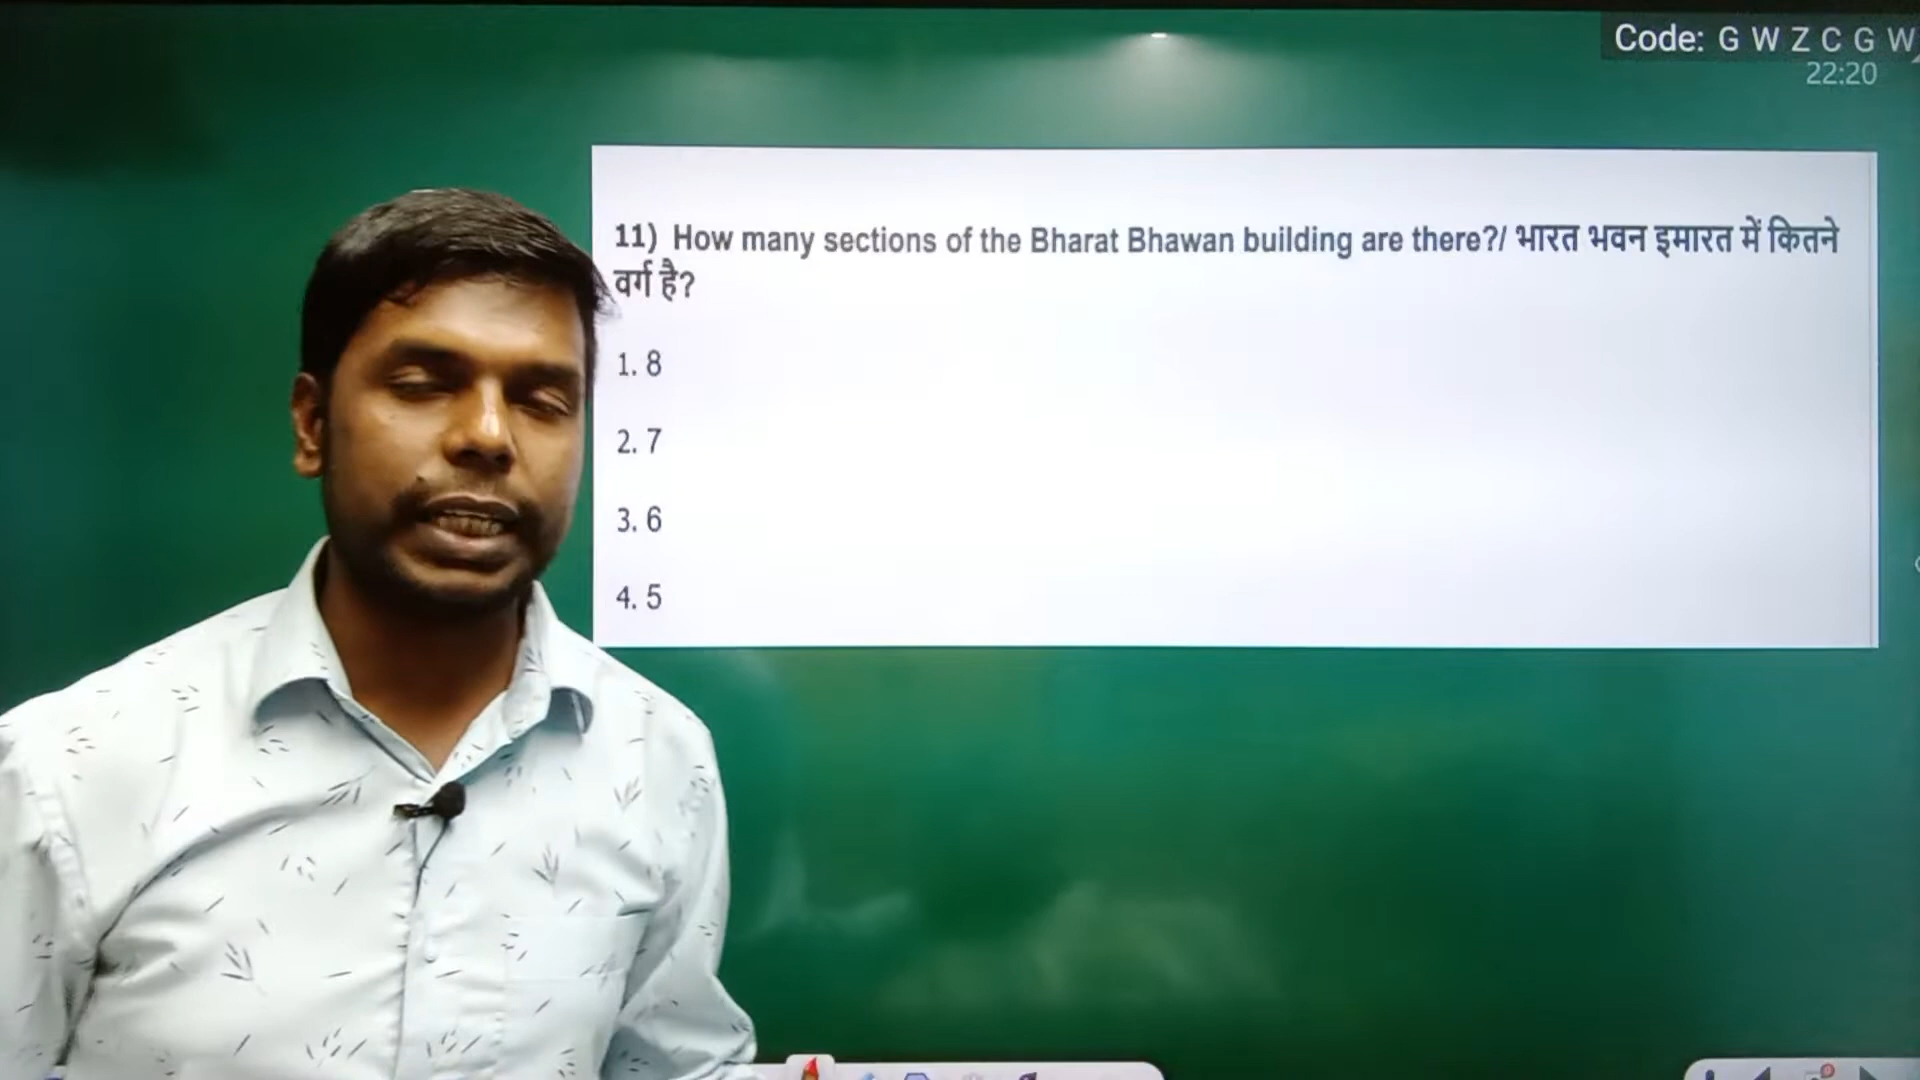 Code: G W Z C G W
22:20
11) How many sections of the Bharat Bhawan building are there?/ भारत भवन इमारत में कितने
वर्ग है?
1. 8
2. 7
3. 6
4. 5